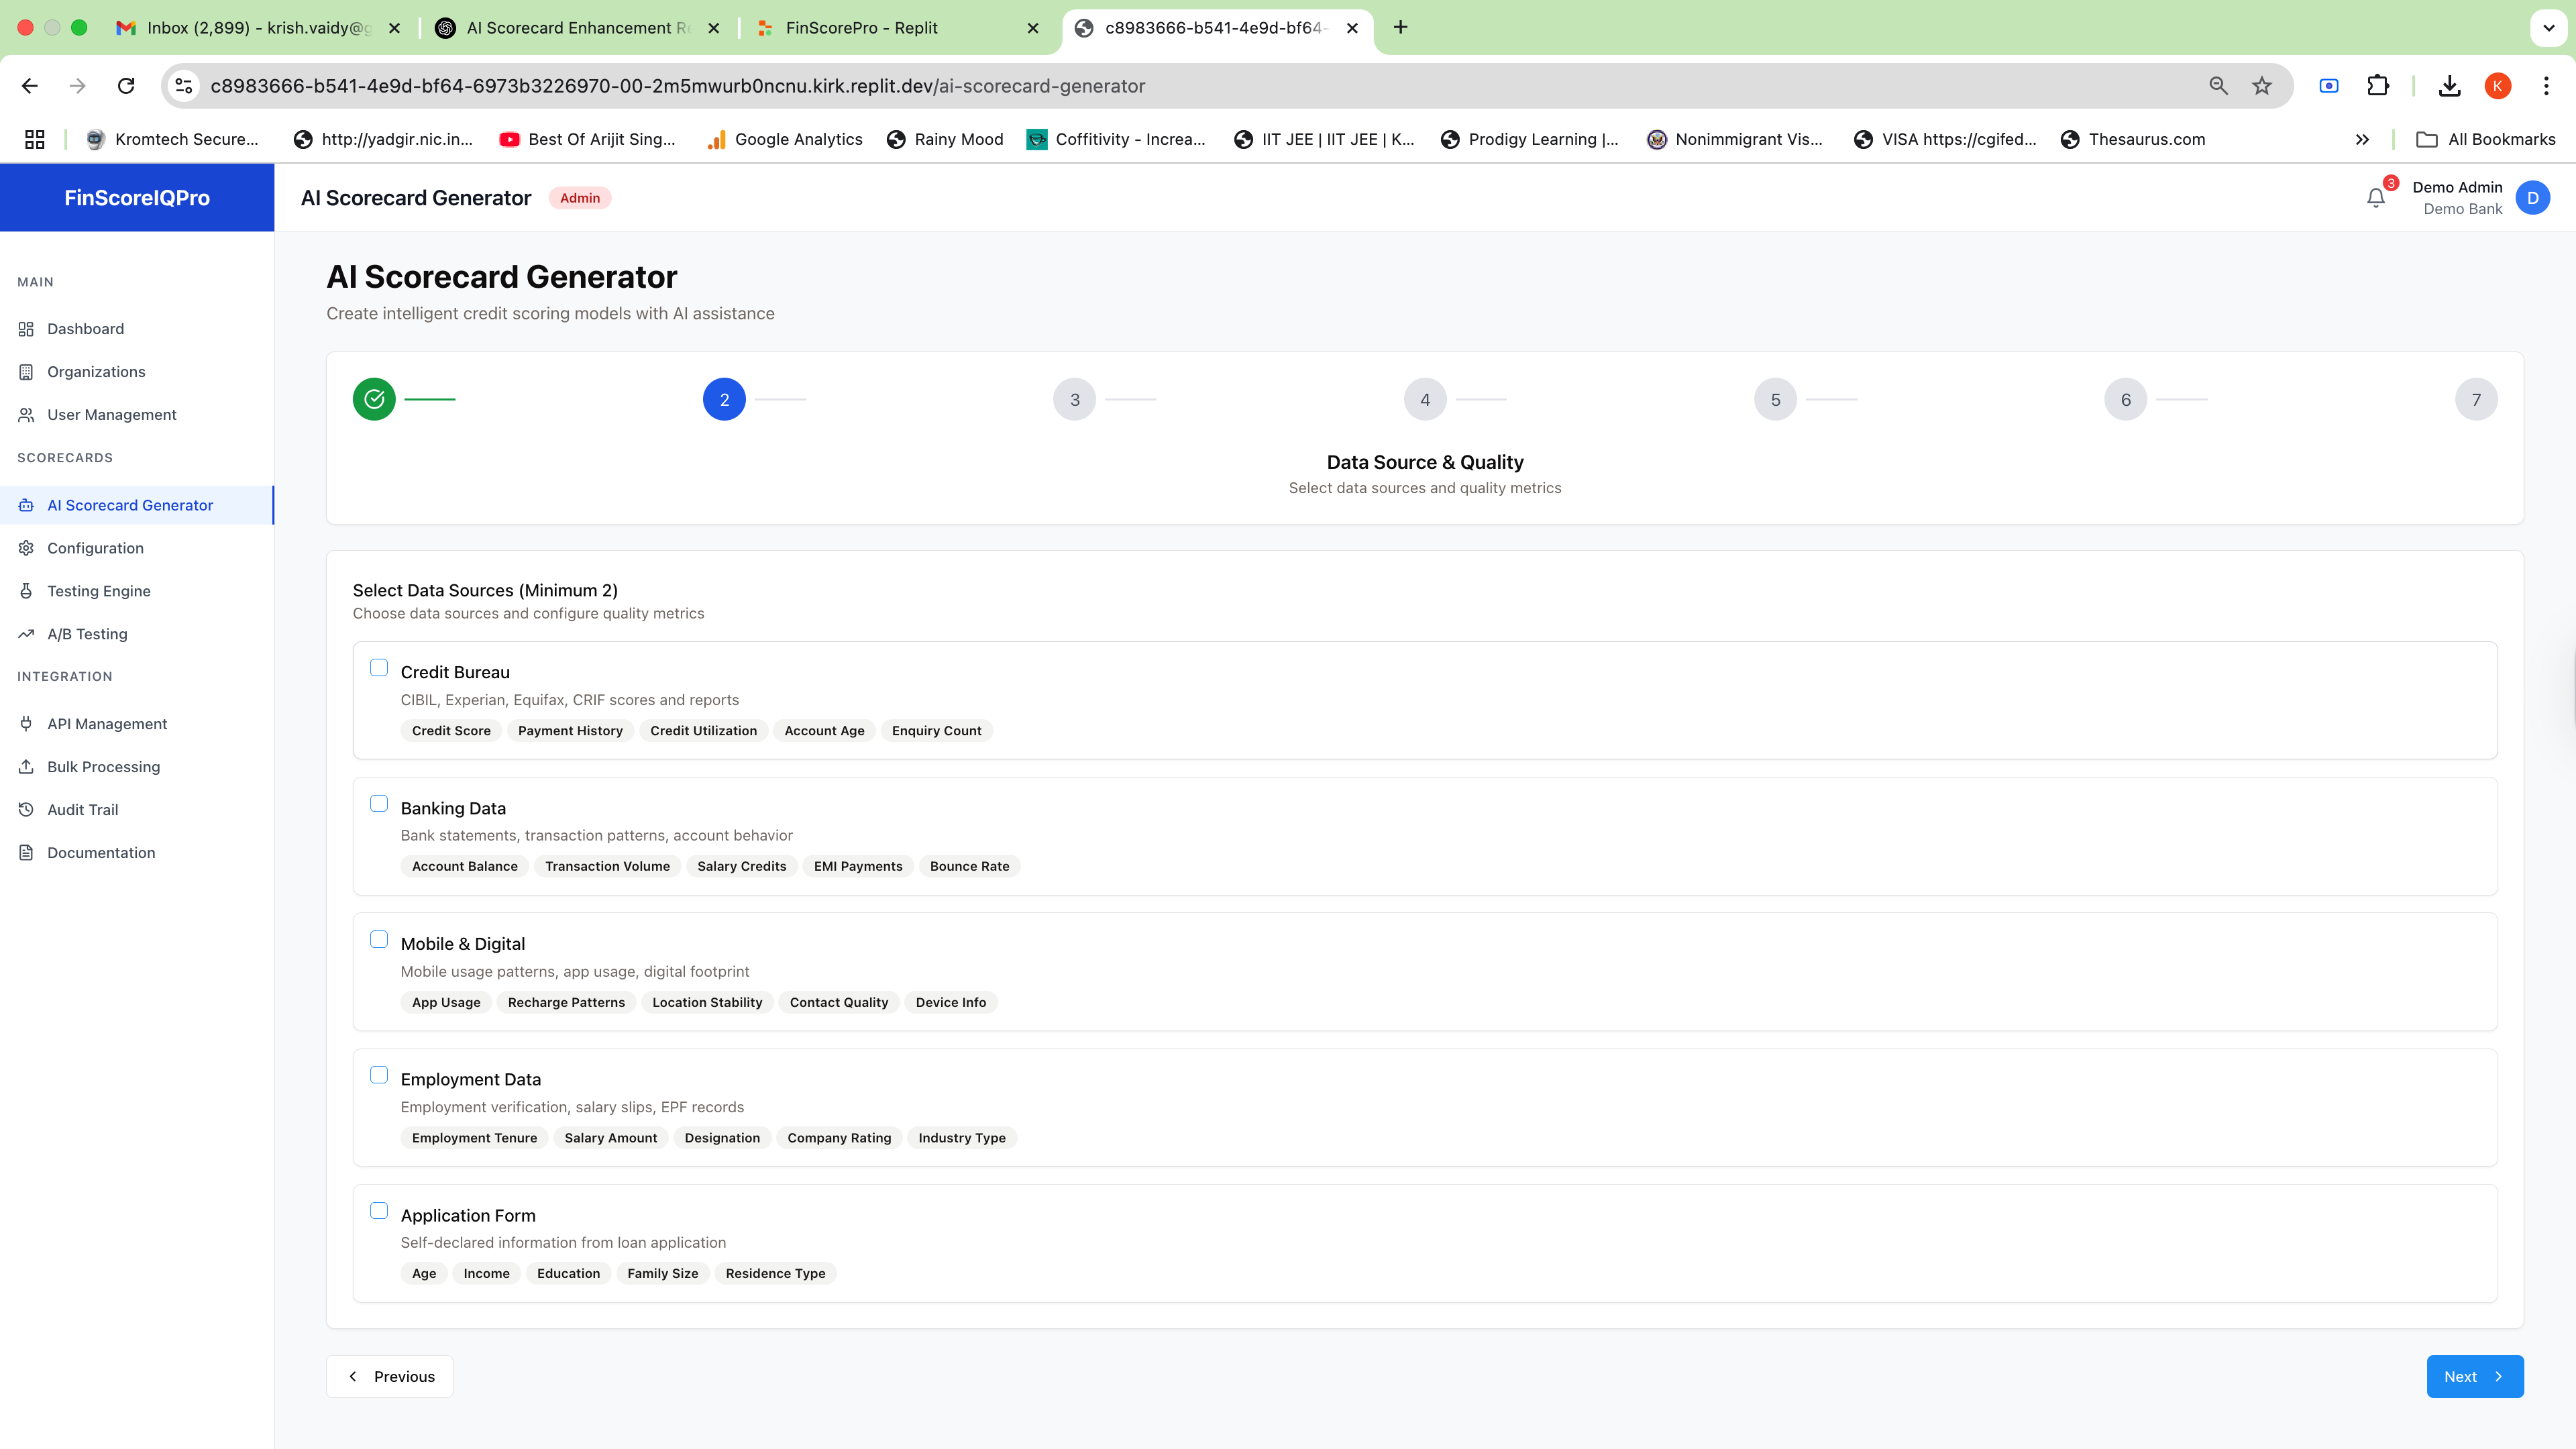 Inbox (2,899) - krish.vaidy@g
AI Scorecard Enhancement Re
FinScorePro - Replit
c8983666-b541-4e9d-bf64-
c8983666-b541-4e9d-bf64-6973b3226970-00-2m5mwurb0ncnu.kirk.replit.dev/ai-scorecard-generator
K
Kromtech Secure...
http://yadgir.nic.in...
Best Of Arijit Sing...
Google Analytics
Rainy Mood
Coffitivity - Increa...
IIT JEE | IIT JEE | K...
Prodigy Learning |...
Nonimmigrant Vis...
VISA https://cgifed...
Thesaurus.com
All Bookmarks
FinScoreIQPro
AI Scorecard Generator
Admin
3
Demo Admin
Demo Bank
D
MAIN
Dashboard
Organizations
User Management
SCORECARDS
AI Scorecard Generator
Configuration
Testing Engine
A/B Testing
INTEGRATION
API Management
Bulk Processing
Audit Trail
Documentation
AI Scorecard Generator
Create intelligent credit scoring models with AI assistance
2
3
4
5
6
7
Data Source & Quality
Select data sources and quality metrics
Select Data Sources (Minimum 2)
Choose data sources and configure quality metrics
Credit Bureau
CIBIL, Experian, Equifax, CRIF scores and reports
Credit Score Payment History Credit Utilization Account Age Enquiry Count
Banking Data
Bank statements, transaction patterns, account behavior
Account Balance Transaction Volume Salary Credits EMI Payments Bounce Rate
Mobile & Digital
Mobile usage patterns, app usage, digital footprint
App Usage Recharge Patterns Location Stability Contact Quality Device Info
Employment Data
Employment verification, salary slips, EPF records
Employment Tenure Salary Amount Designation Company Rating Industry Type
Application Form
Self-declared information from loan application
Age Income Education Family Size Residence Type
Previous
Next